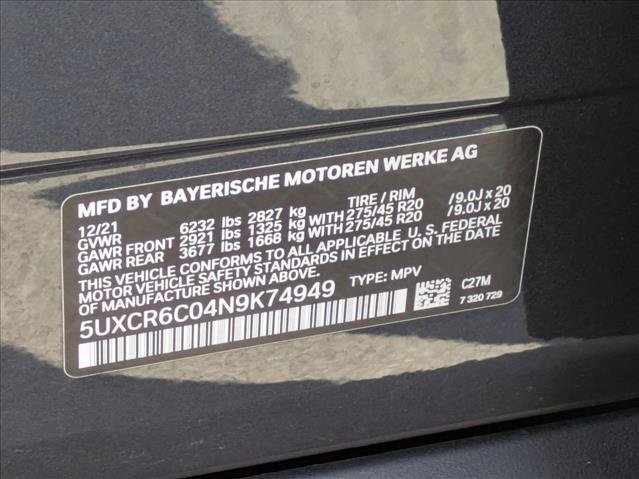 MFD BY BAYERISCHE MOTOREN WERKE AG
12/21 TIRE / RIM
GVWR 6232 lbs 2827 kg
GAWR FRONT 2921 lbs 1325 kg WITH 275/45 R20 /9.0J x 20
GAWR REAR 3677 lbs 1668 kg WITH 275/45 R20 /9.0J x 20
THIS VEHICLE CONFORMS TO ALL APPLICABLE U. S. FEDERAL
MOTOR VEHICLE SAFETY STANDARDS IN EFFECT ON THE DATE
OF MANUFACTURE SHOWN ABOVE.
5UXCR6C04N9K74949 TYPE: MPV C27M
7 320 729